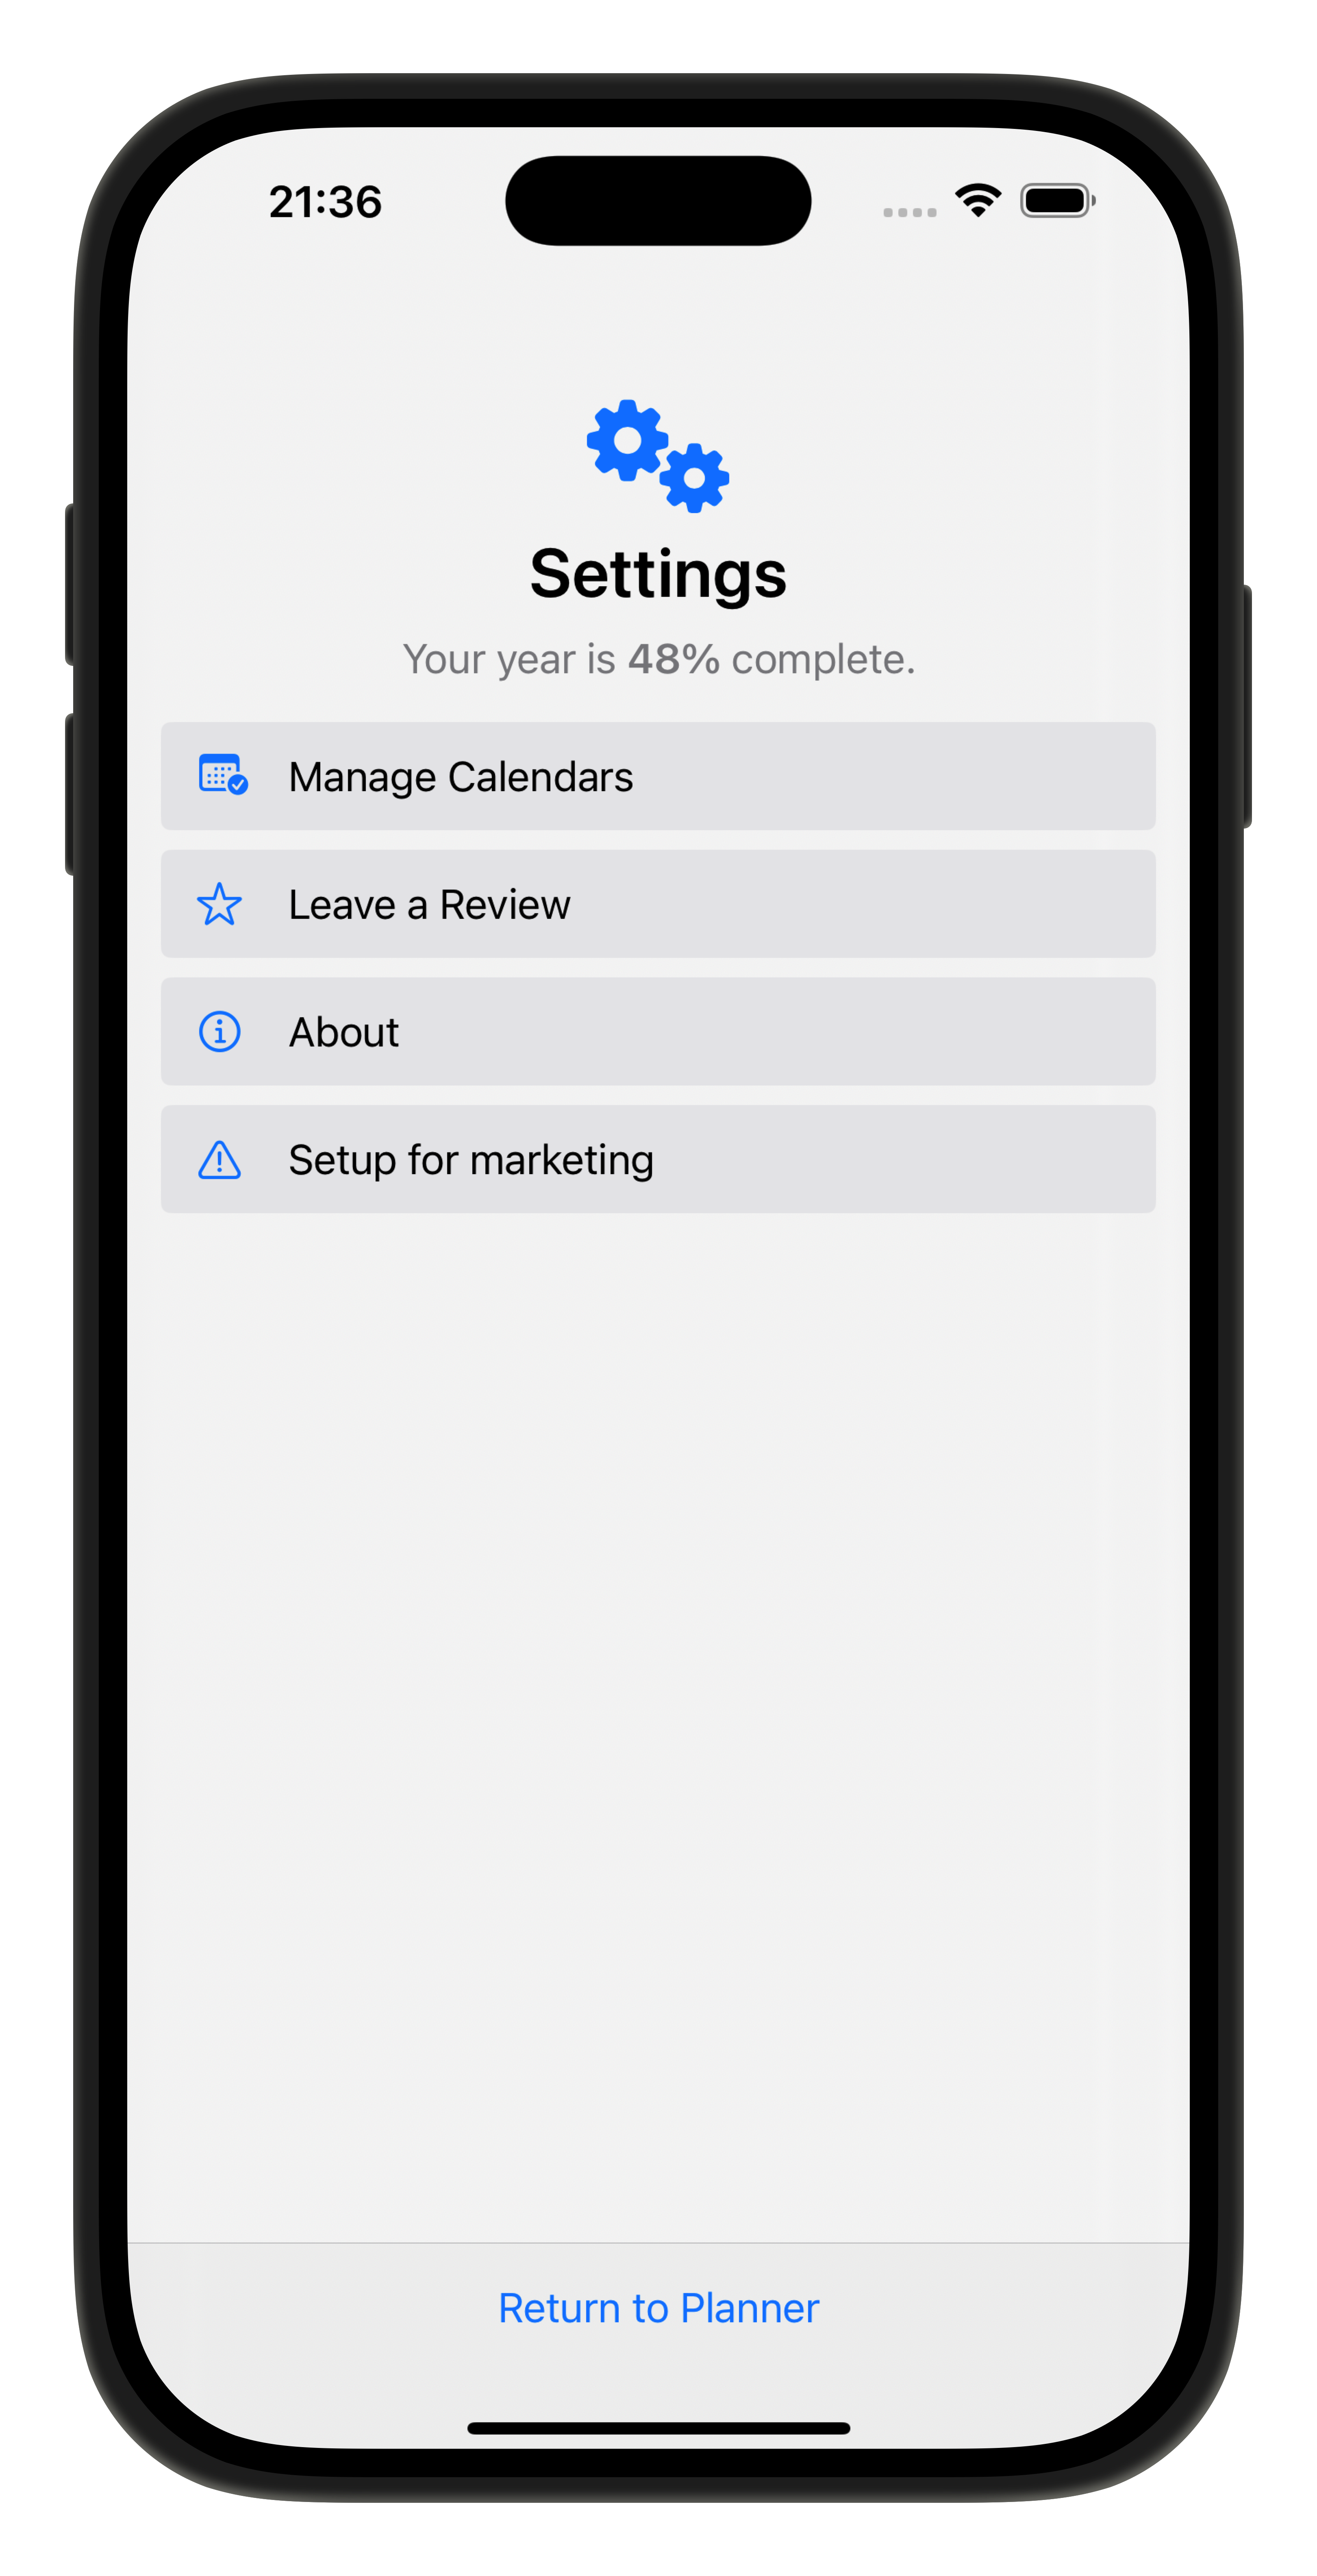 21:36
Settings
Your year is 48% complete.
Manage Calendars
Leave a Review
About
Setup for marketing
Return to Planner